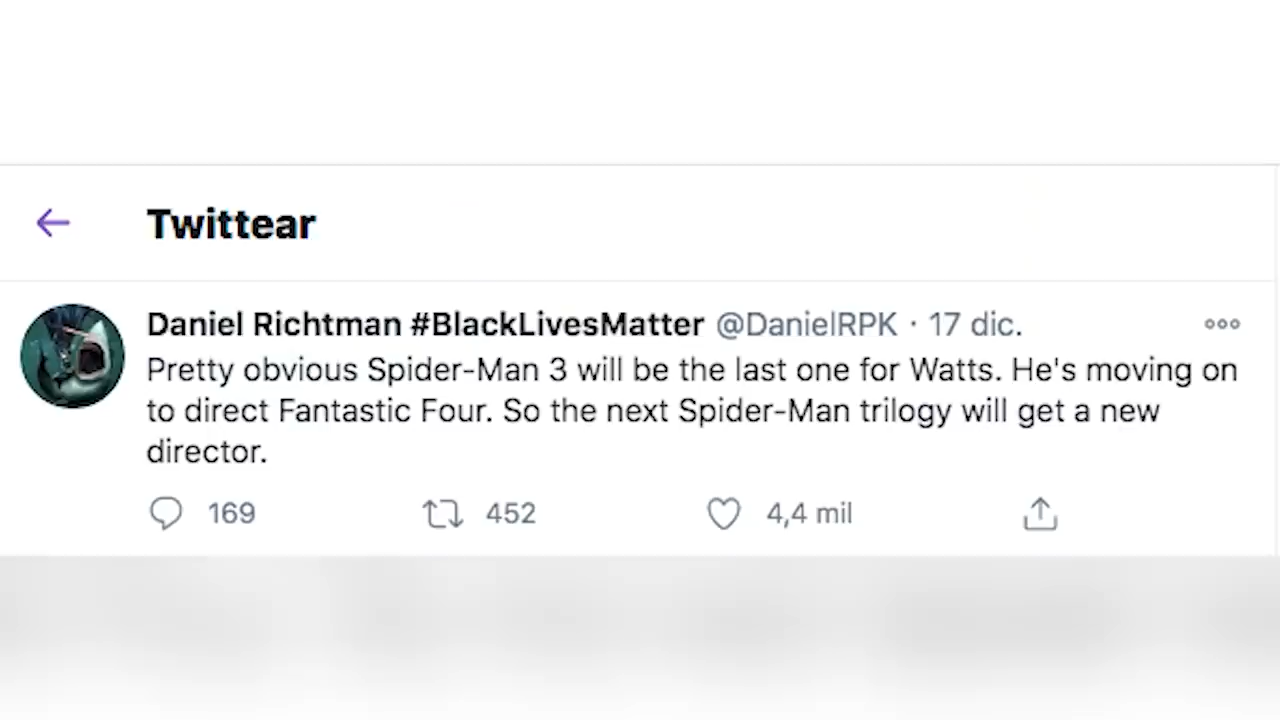 Twittear
Daniel Richtman #BlackLivesMatter @DanielRPK · 17 dic.
Pretty obvious Spider-Man 3 will be the last one for Watts. He's moving on
to direct Fantastic Four. So the next Spider-Man trilogy will get a new
director.
169 452 4,4 mil